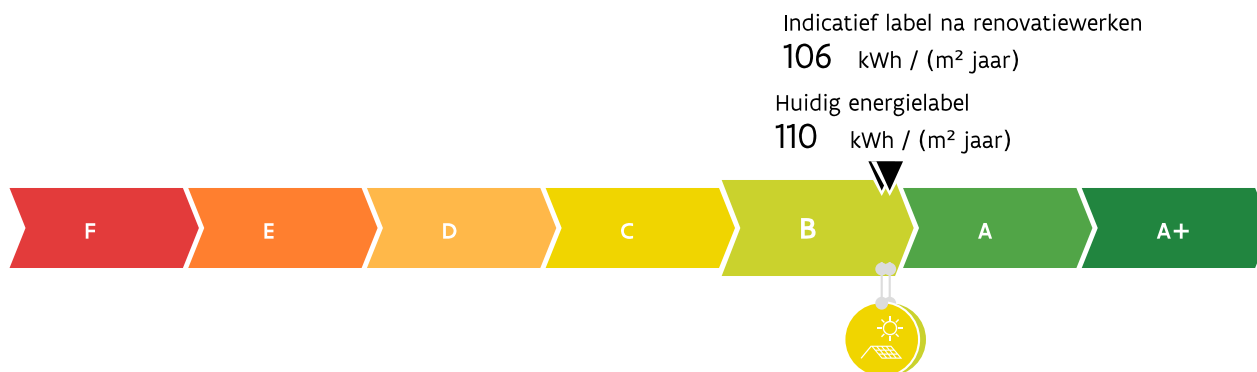 Indicatief label na renovatiewerken
106 kWh / (m² jaar)
Huidig energielabel
110 kWh / (m² jaar)
F E D C B A A+